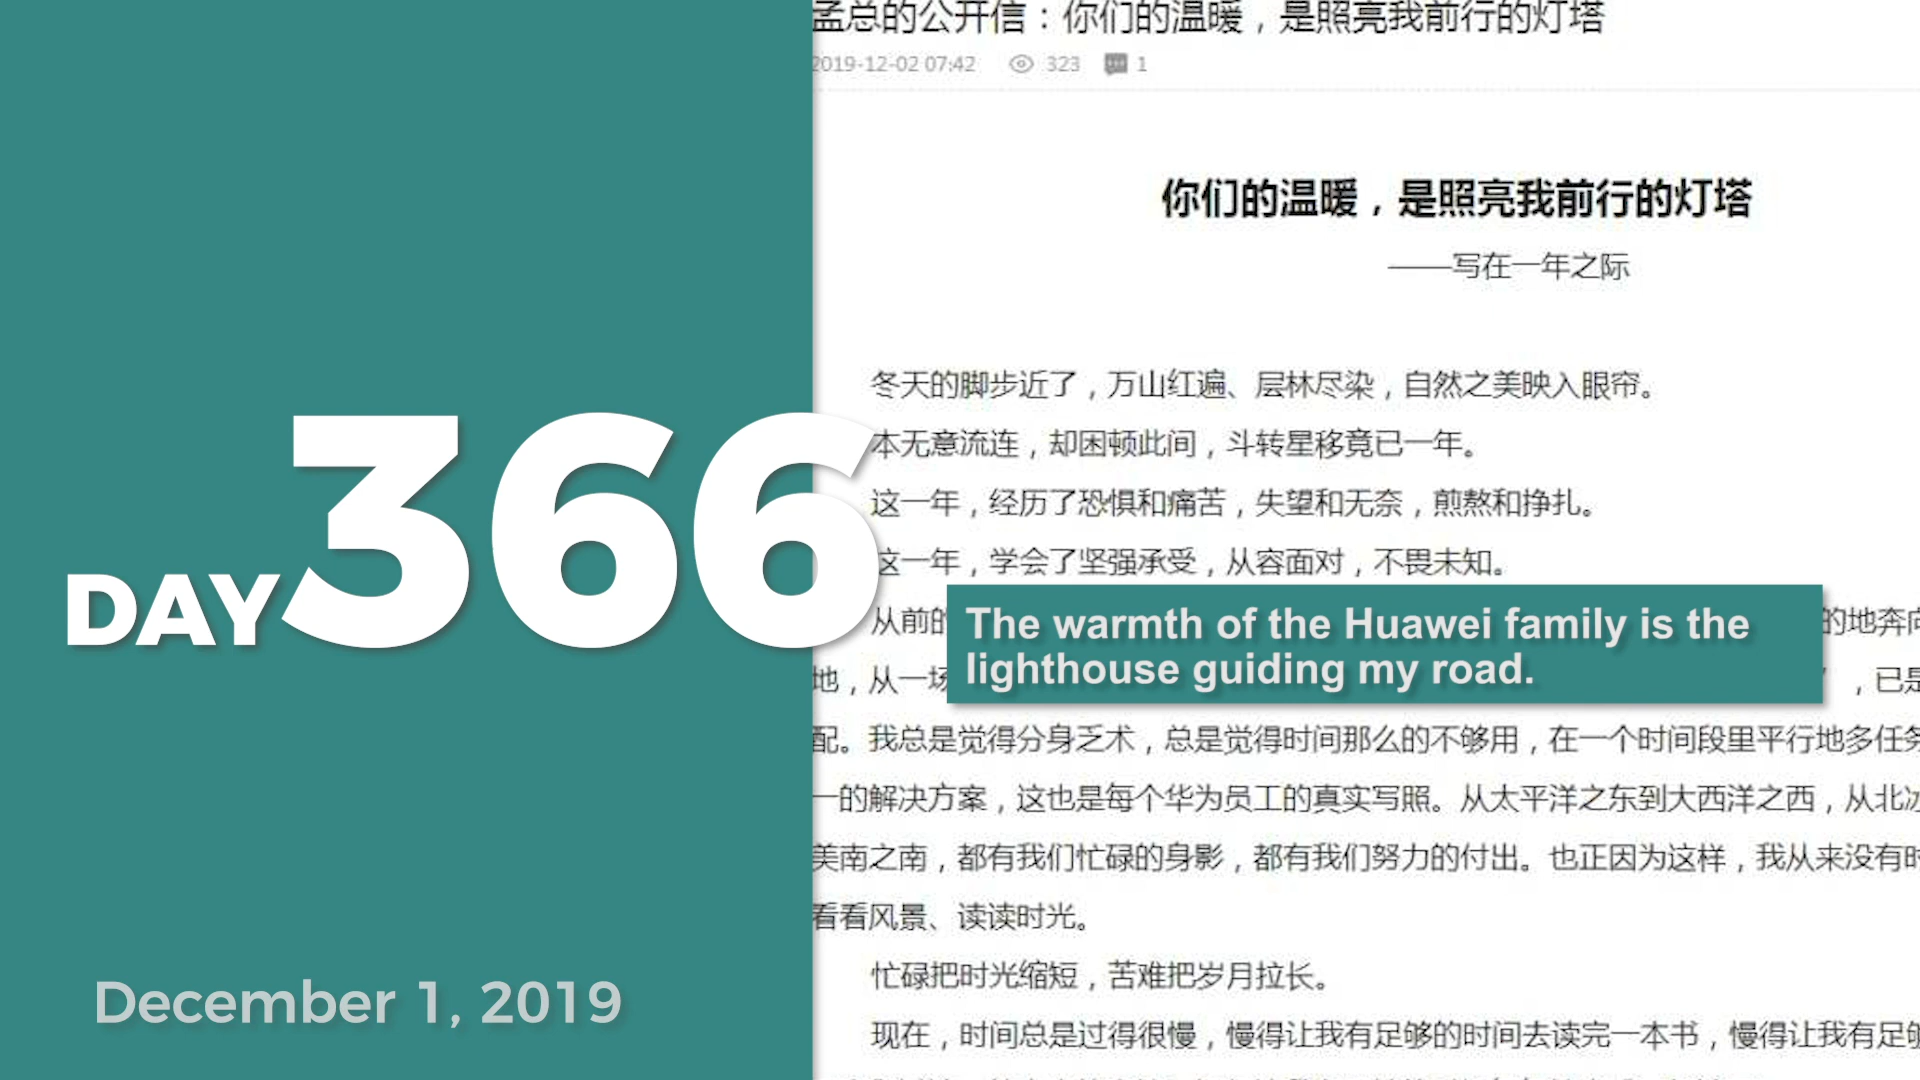 孟总的公开信：你们的温暖，是照亮我前行的灯塔
2019-12-02 07:42 323 1
你们的温暖，是照亮我前行的灯塔
——写在一年之际
冬天的脚步近了，万山红遍、层林尽染，自然之美映入眼帘。
本无意流连，却困顿此间，斗转星移竟已一年。
这一年，经历了恐惧和痛苦，失望和无奈，煎熬和挣扎。
这一年，学会了坚强承受，从容面对，不畏未知。
DAY 366
从前的
的地奔向
The warmth of the Huawei family is the
lighthouse guiding my road.
地，从一场
，已是
配。我总是觉得分身乏术，总是觉得时间那么的不够用，在一个时间段里平行地多任务
一的解决方案，这也是每个华为员工的真实写照。从太平洋之东到大西洋之西，从北冰
美南之南，都有我们忙碌的身影，都有我们努力的付出。也正因为这样，我从来没有时
看看风景、读读时光。
忙碌把时光缩短，苦难把岁月拉长。
December 1, 2019
现在，时间总是过得很慢，慢得让我有足够的时间去读完一本书，慢得让我有足够